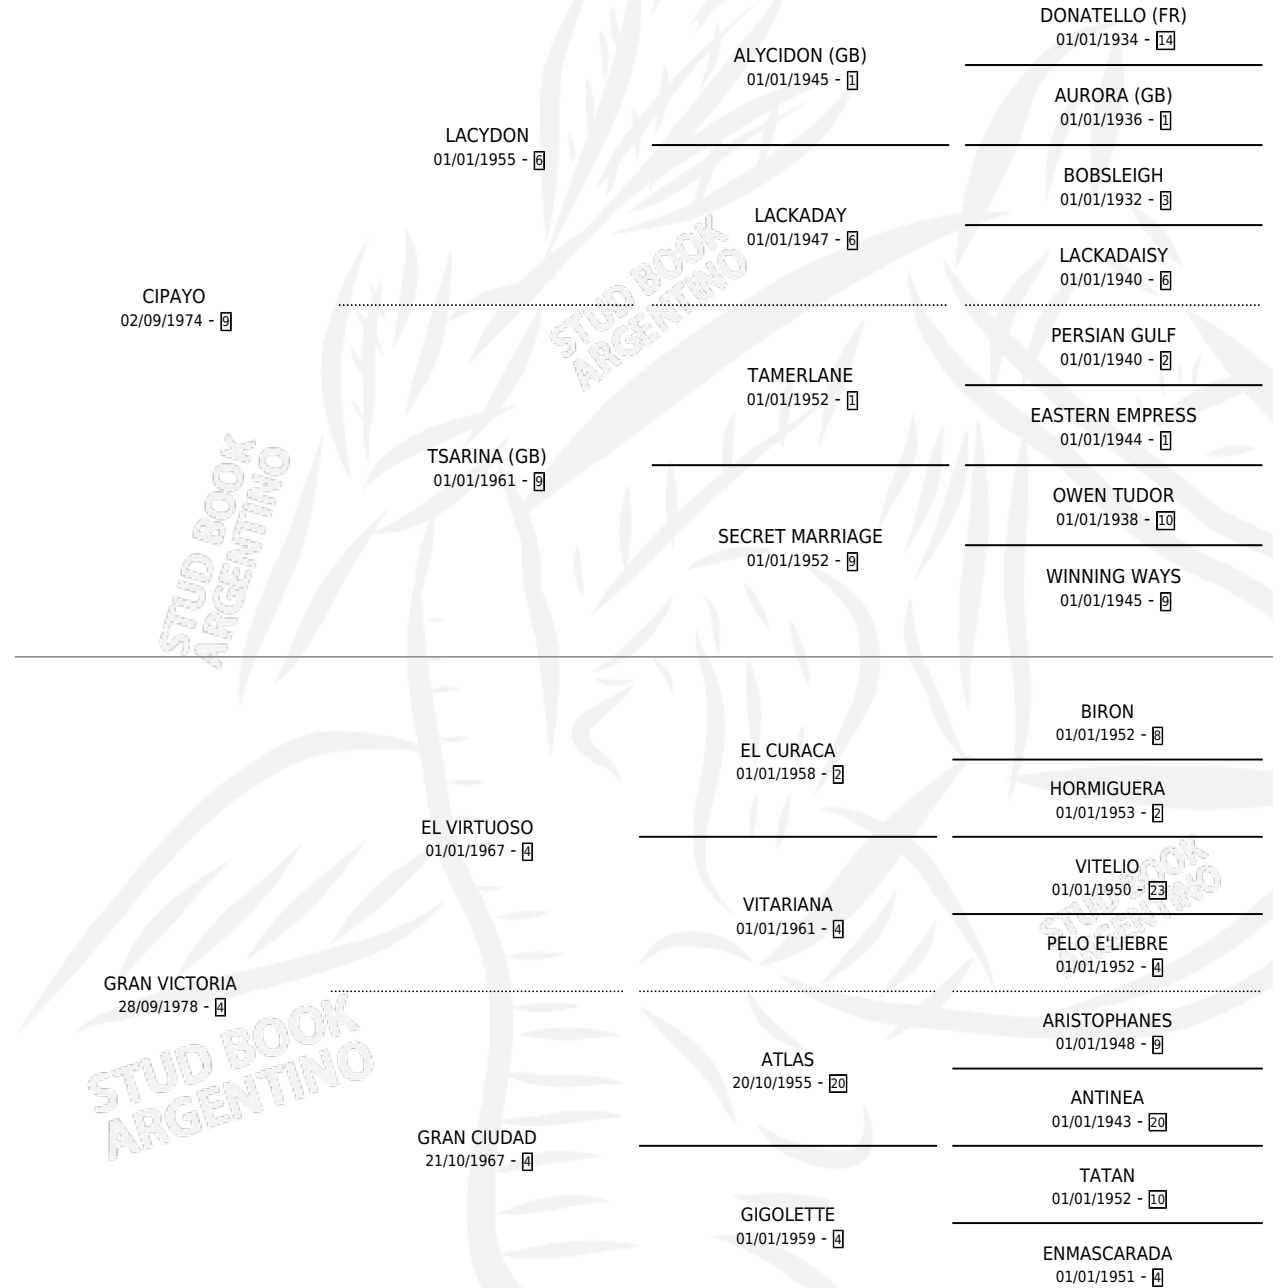 DONATELLO (FR)
01/01/1934 - 14
ALYCIDON (GB)
01/01/1945 - 1
AURORA (GB)
01/01/1936 - 1
LACYDON
01/01/1955 - 6
BOBSLEIGH
01/01/1932 - 3
LACKADAY
01/01/1947 - 6
LACKADAISY
01/01/1940 - 6
CIPAYO
02/09/1974 - 9
PERSIAN GULF
01/01/1940 - 2
TAMERLANE
01/01/1952 - 1
EASTERN EMPRESS
01/01/1944 - 1
TSARINA (GB)
01/01/1961 - 9
OWEN TUDOR
01/01/1938 - 10
SECRET MARRIAGE
01/01/1952 - 9
WINNING WAYS
01/01/1945 - 9
STUD BOOK
ARGENTINO
STUD BOOK
ARGENTINO
BIRON
01/01/1952 - 8
EL CURACA
01/01/1958 - 2
HORMIGUERA
01/01/1953 - 2
EL VIRTUOSO
01/01/1967 - 4
VITELIO
01/01/1950 - 23
VITARIANA
01/01/1961 - 4
PELO E'LIEBRE
01/01/1952 - 4
GRAN VICTORIA
28/09/1978 - 4
ARISTOPHANES
01/01/1948 - 9
ATLAS
20/10/1955 - 20
ANTINEA
01/01/1943 - 20
GRAN CIUDAD
21/10/1967 - 4
TATAN
01/01/1952 - 10
GIGOLETTE
01/01/1959 - 4
ENMASCARADA
01/01/1951 - 4
STUD BOOK
ARGENTINO
STUD BOOK
ARGENTINO